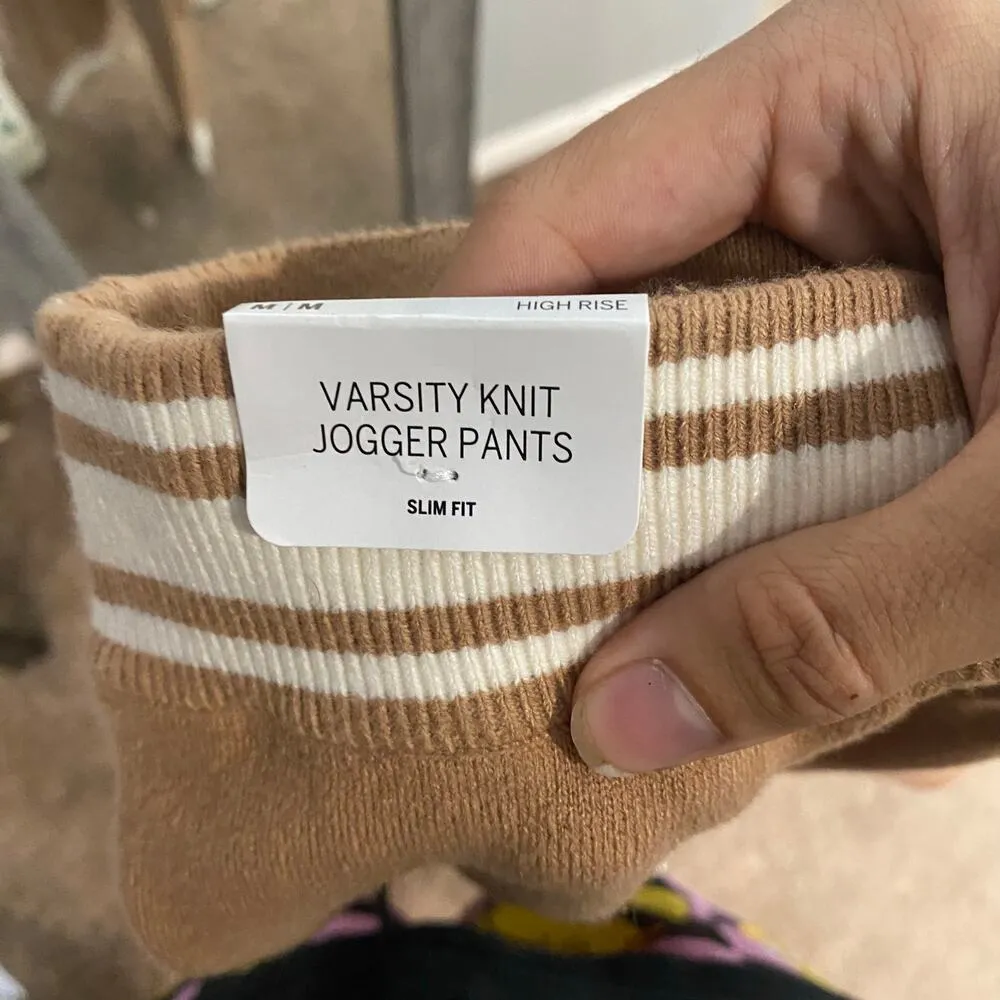 M | M HIGH RISE
VARSITY KNIT
JOGGER PANTS
SLIM FIT